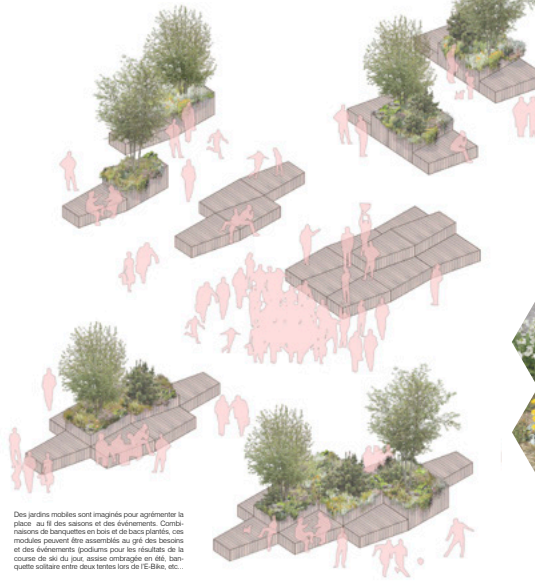 Des jardins mobiles sont imaginés pour agrémenter la
place au fil des saisons et des événements. Combi-
naisons de banquettes en bois et de bacs plantés, ces
modules peuvent être assemblés au gré des besoins
et des événements (podiums pour les résultats de la
course de ski du jour, assise ombragée en été, ban-
quette solitaire entre deux tentes lors de l'E-Bike, etc...